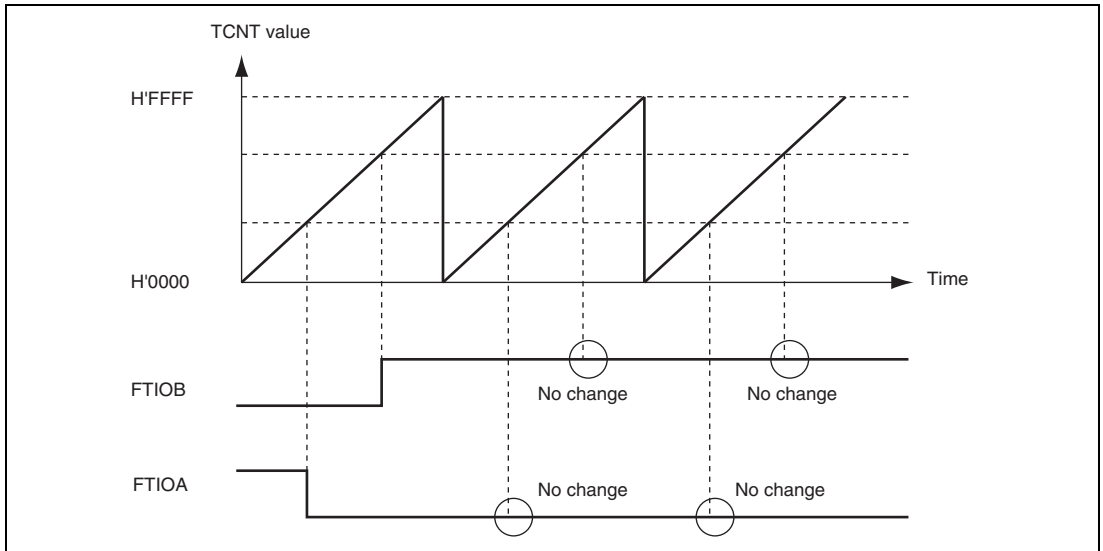 TCNT value
H'FFFF
H'0000
Time
FTIOB
No change
No change
FTIOA
No change
No change